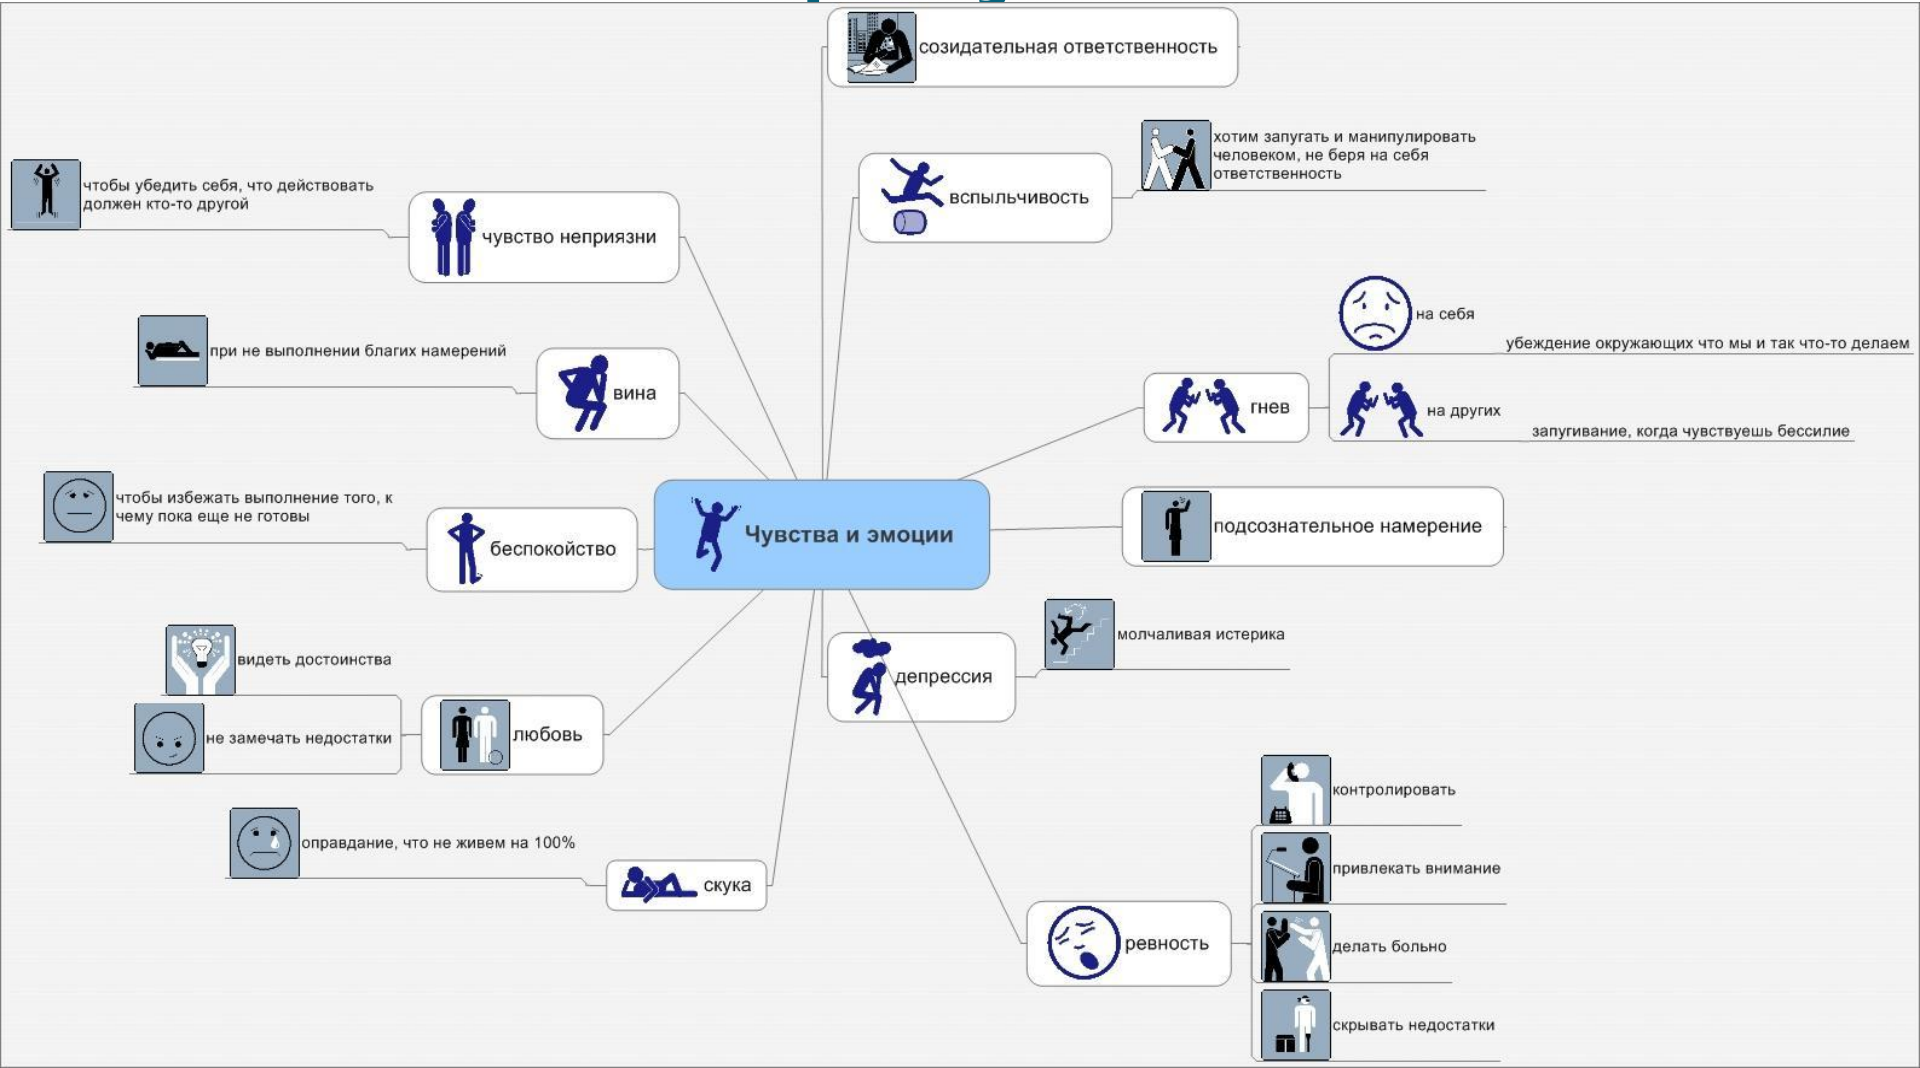 созидательная ответственность
вспыльчивость
хотим запугать и манипулировать
человеком, не беря на себя
ответственность
чтобы убедить себя, что действовать
должен кто-то другой
чувство неприязни
на себя
убеждение окружающих что мы и так что-то делаем
гнев
на других
запугивание, когда чувствуешь бессилие
при не выполнении благих намерений
вина
чтобы избежать выполнение того, к
чему пока еще не готовы
беспокойство
Чувства и эмоции
подсознательное намерение
молчаливая истерика
депрессия
видеть достоинства
не замечать недостатки
любовь
оправдание, что не живем на 100%
скука
ревность
контролировать
привлекать внимание
делать больно
скрывать недостатки